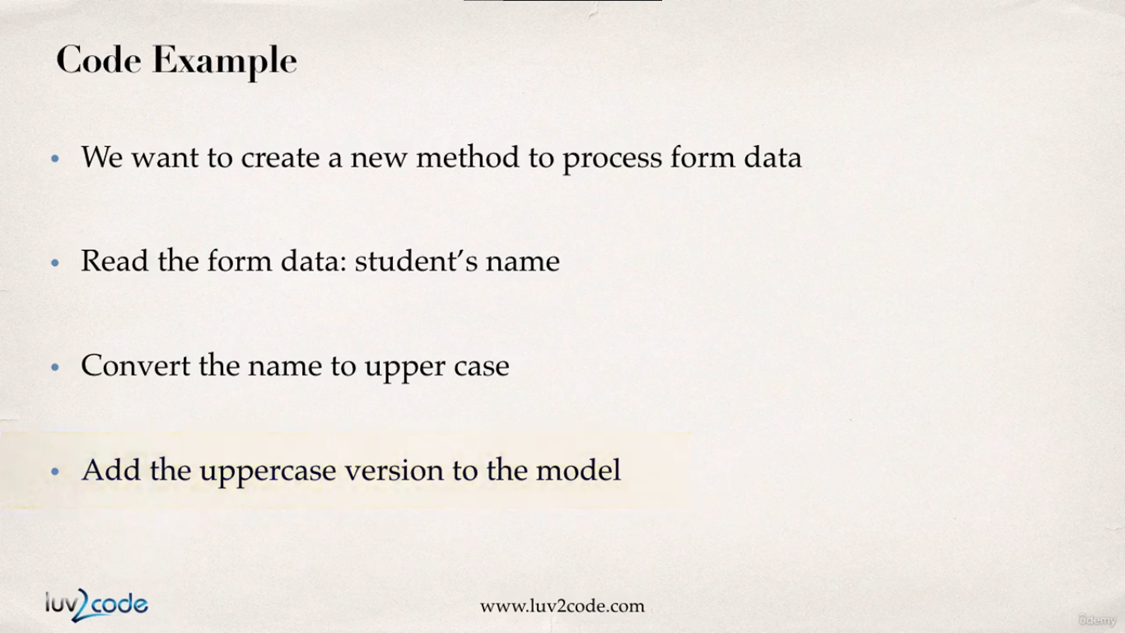 Code Example
• We want to create a new method to process form data
• Read the form data: student’s name
• Convert the name to upper case
• Add the uppercase version to the model
luv2code
www.luv2code.com
ûdemy